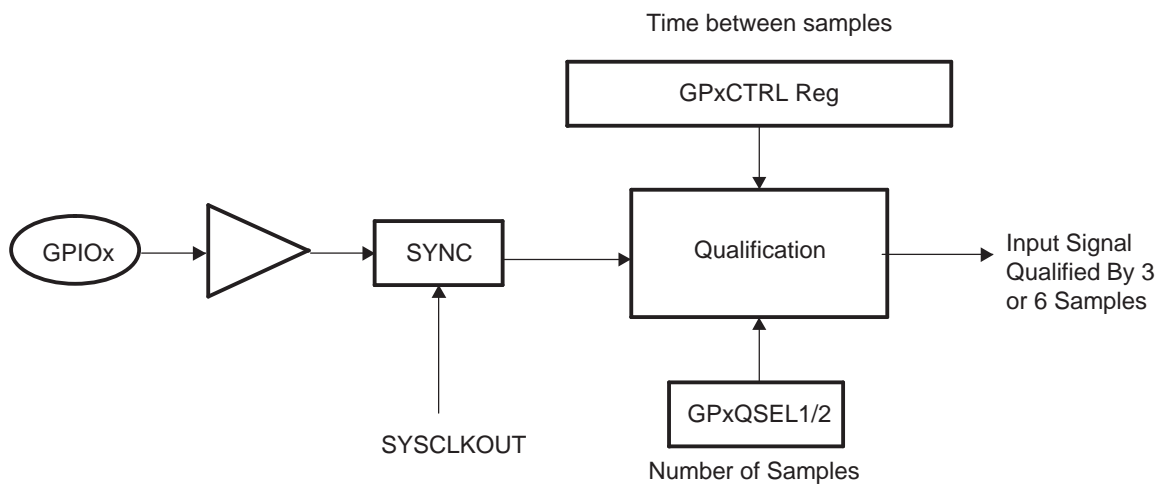 Time between samples
GPxCTRL Reg
GPIOx
SYNC
Qualification
Input Signal
Qualified By 3
or 6 Samples
GPxQSEL1/2
SYSCLKOUT
Number of Samples